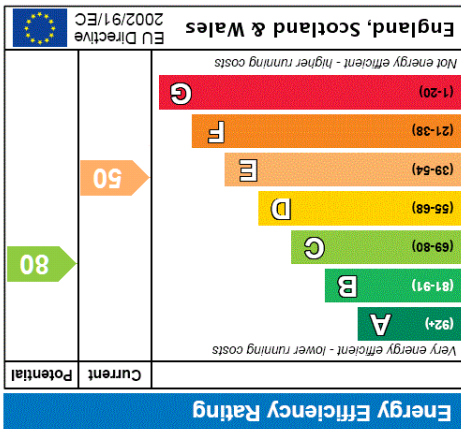 Energy Efficiency Rating
Current Potential
Very energy efficient - lower running costs
(92+) A
(81-91) B
(69-80) C
(55-68) D
(39-54) E
(21-38) F
(1-20) G
Not energy efficient - higher running costs
50
80
England, Scotland & Wales
EU Directive
2002/91/EC